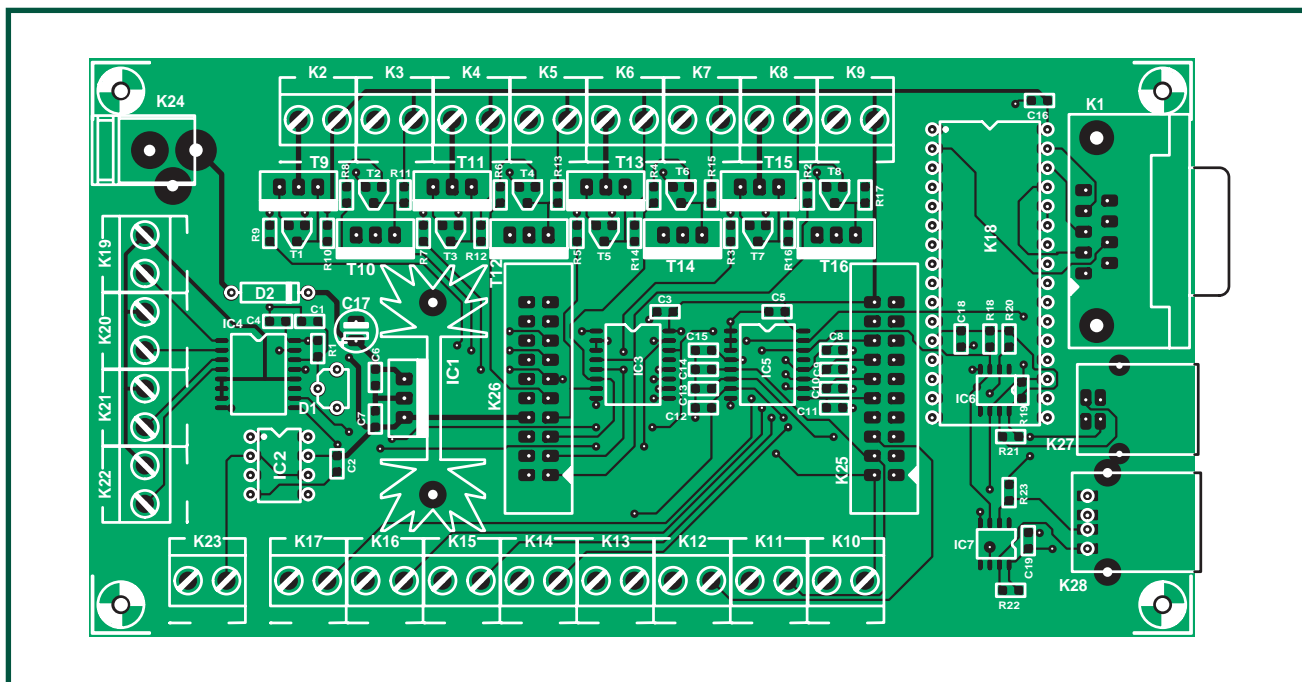 K2 K3 K4 K5 K6 K7 K8 K9
K24
C16
K1
T9 R8 T2 R11 T11 R6 T4 R13 T13 R4 T6 R15 T15 R2 T8 R17
R9 T1 R10 T10 R7 T3 R12 T12 R5 T5 R14 T14 R3 T7 R16 T16
K18
K19
D2
C17
C4 C1
IC4
R1
C6
IC1
K26
C3
IC3
C15
C14
C13
C12
C5
IC5
C8
C9
C10
C11
K25
C18 R18 R20
IC6
R19
K20
K21
D1
C7
K27
R21
K22
IC2
C2
R23
IC7
C19
K28
R22
K23 K17 K16 K15 K14 K13 K12 K11 K10